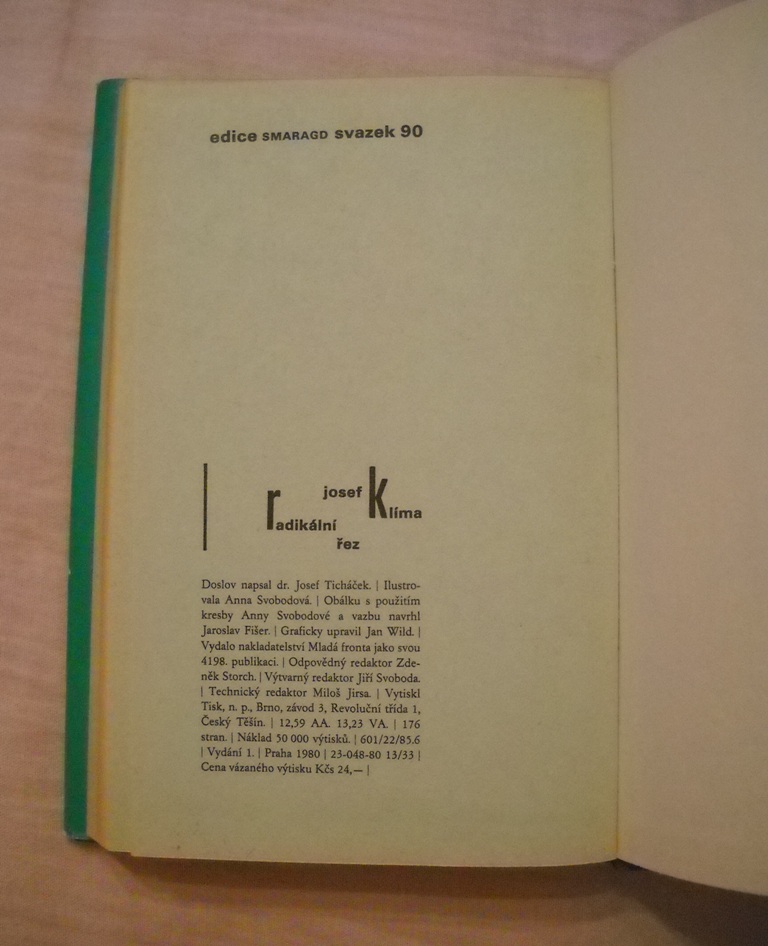 edice SMARAGD svazek 90
josef Klíma
radikální
řez
Doslov napsal dr. Josef Ticháček. | Ilustro-
vala Anna Svobodová. | Obálku s použitím
kresby Anny Svobodové a vazbu navrhl
Jaroslav Fišer. | Graficky upravil Jan Wild. |
Vydalo nakladatelství Mladá fronta jako svou
4198. publikaci. | Odpovědný redaktor Zde-
něk Storch. | Výtvarný redaktor Jiří Svoboda.
| Technický redaktor Miloš Jirsa. | Vytiskl
Tisk, n. p., Brno, závod 3, Revoluční třída 1,
Český Těšín. | 12,59 AA. 13,23 VA. | 176
stran. | Náklad 50 000 výtisků. | 601/22/85.6
| Vydání 1. | Praha 1980 | 23-048-80 13/33 |
Cena vázaného výtisku Kčs 24,— |